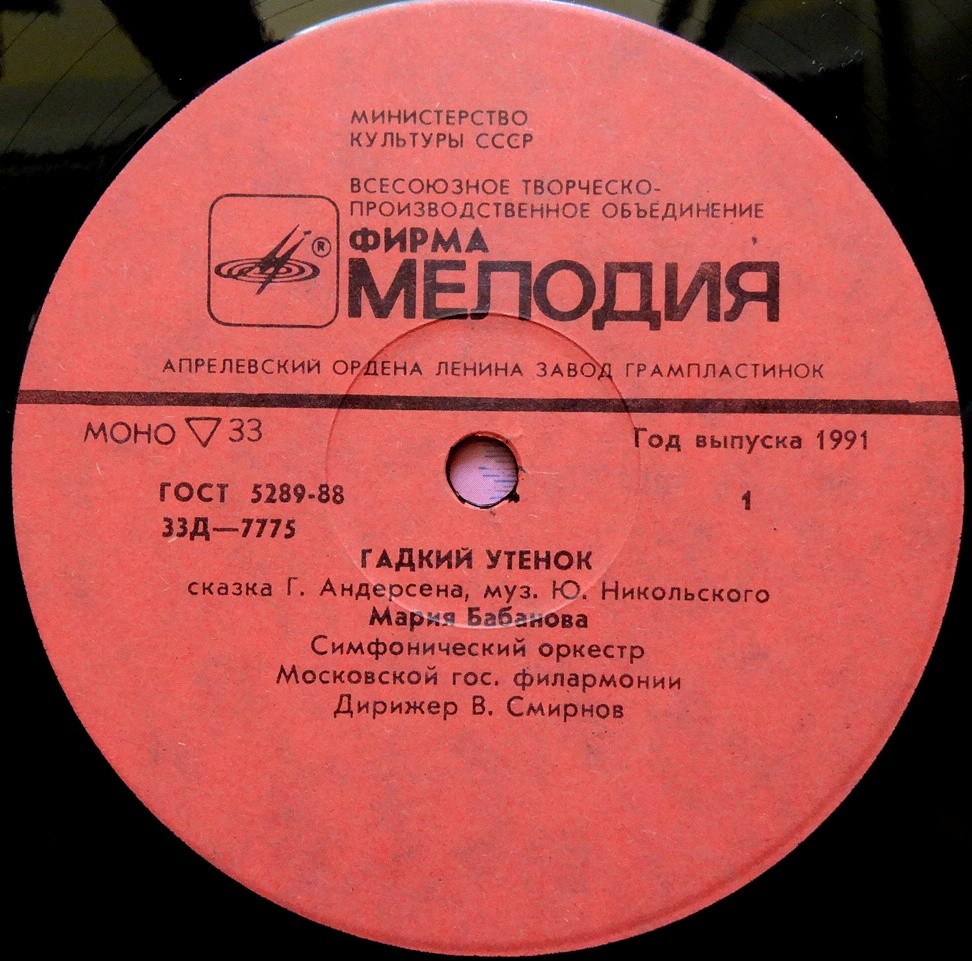 МИНИСТЕРСТВО
КУЛЬТУРЫ СССР
ВСЕСОЮЗНОЕ ТВОРЧЕСКО-
ПРОИЗВОДСТВЕННОЕ ОБЪЕДИНЕНИЕ
ФИРМА
®
МЕЛОДИЯ
АПРЕЛЕВСКИЙ ОРДЕНА ЛЕНИНА ЗАВОД ГРАМПЛАСТИНОК
МОНО ▽ 33
Год выпуска 1991
ГОСТ 5289-88
1
33Д—7775
ГАДКИЙ УТЕНОК
сказка Г. Андерсена, муз. Ю. Никольского
Мария Бабанова
Симфонический оркестр
Московской гос. филармонии
Дирижер В. Смирнов